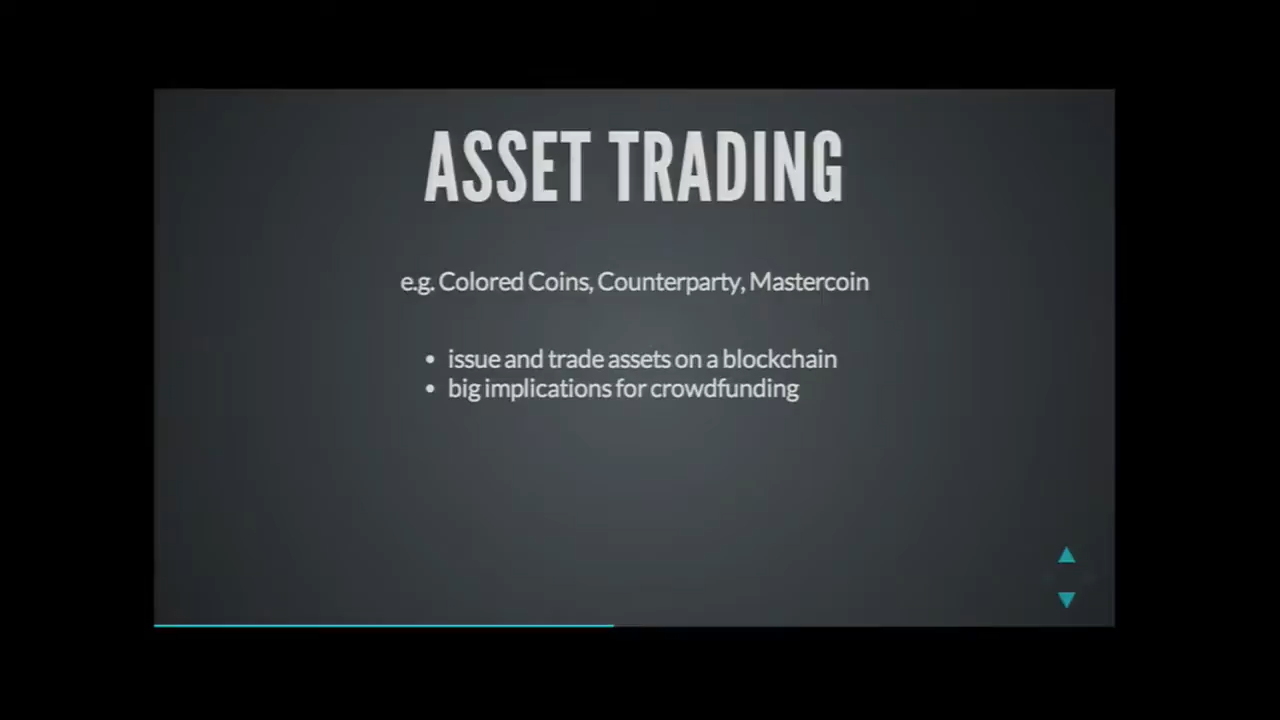 ASSET TRADING
e.g. Colored Coins, Counterparty, Mastercoin
• issue and trade assets on a blockchain
• big implications for crowdfunding